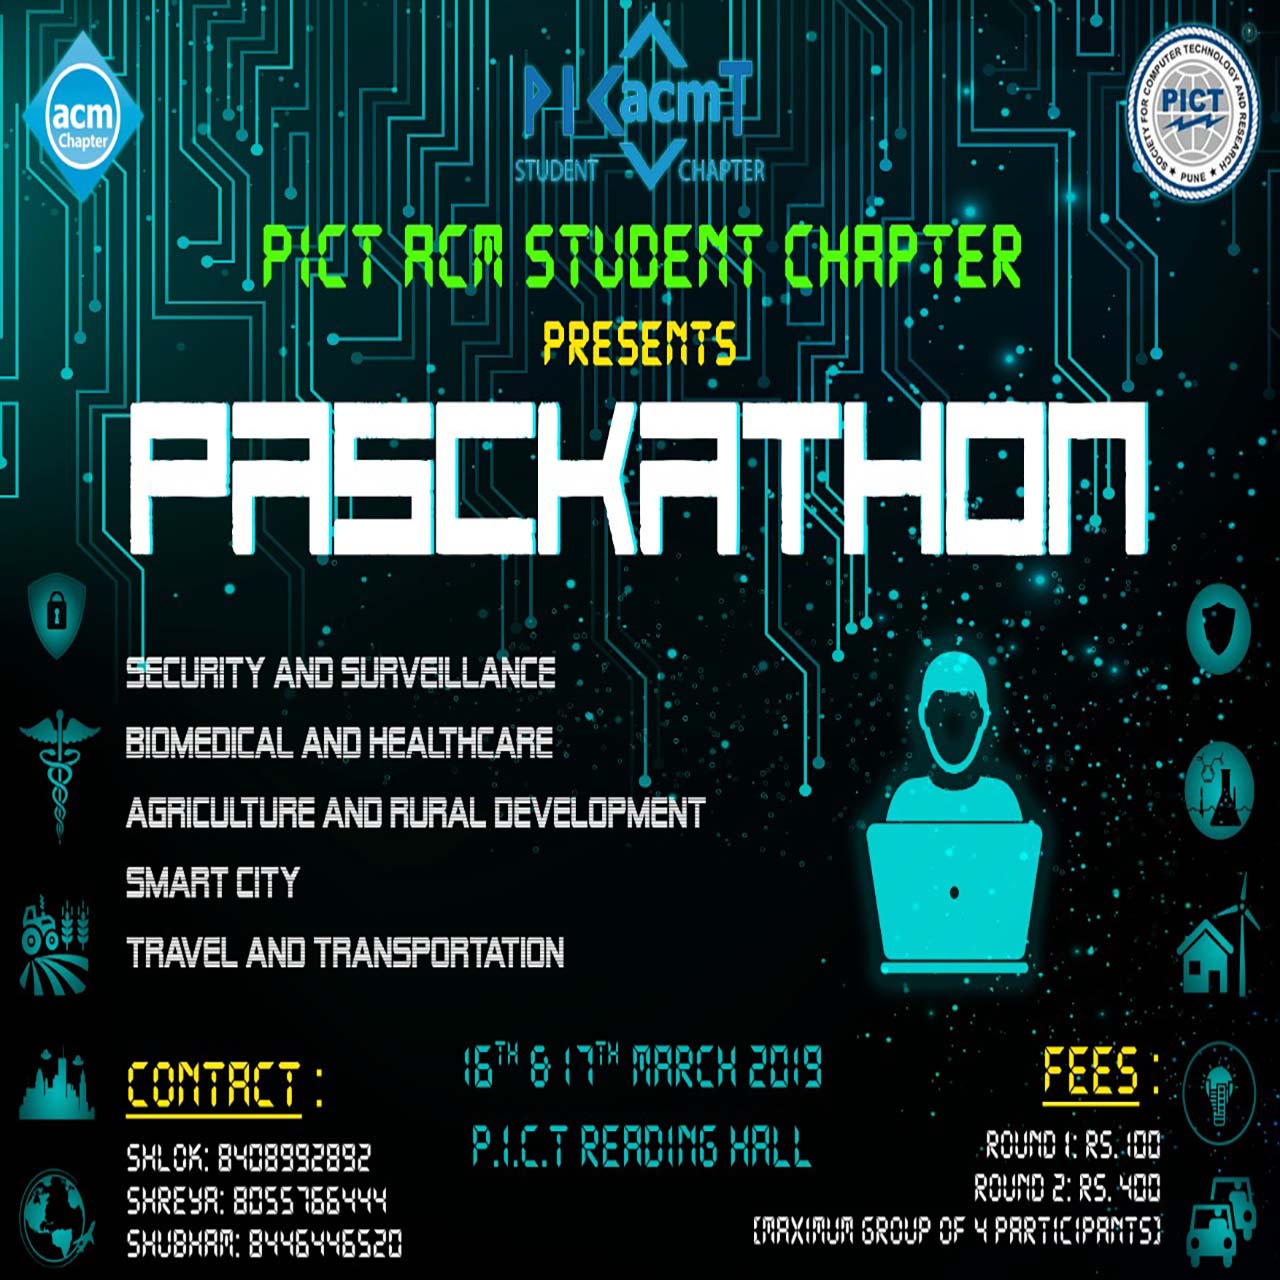 acm
Chapter
PICacmT
STUDENT CHAPTER
SOCIETY FOR COMPUTER TECHNOLOGY AND RESEARCH
PICT
★ PUNE ★
PICT ACM STUDENT CHAPTER
PRESENTS
PASCKATHON
SECURITY AND SURVEILLANCE
BIOMEDICAL AND HEALTHCARE
AGRICULTURE AND RURAL DEVELOPMENT
SMART CITY
TRAVEL AND TRANSPORTATION
CONTACT :
SHLOK: 8408992892
SHREYA: 8055766444
SHUBHAM: 8446446520
16TH & 17TH MARCH 2019
P.I.C.T READING HALL
FEES :
ROUND 1: RS. 100
ROUND 2: RS. 400
[MAXIMUM GROUP OF 4 PARTICIPANTS]